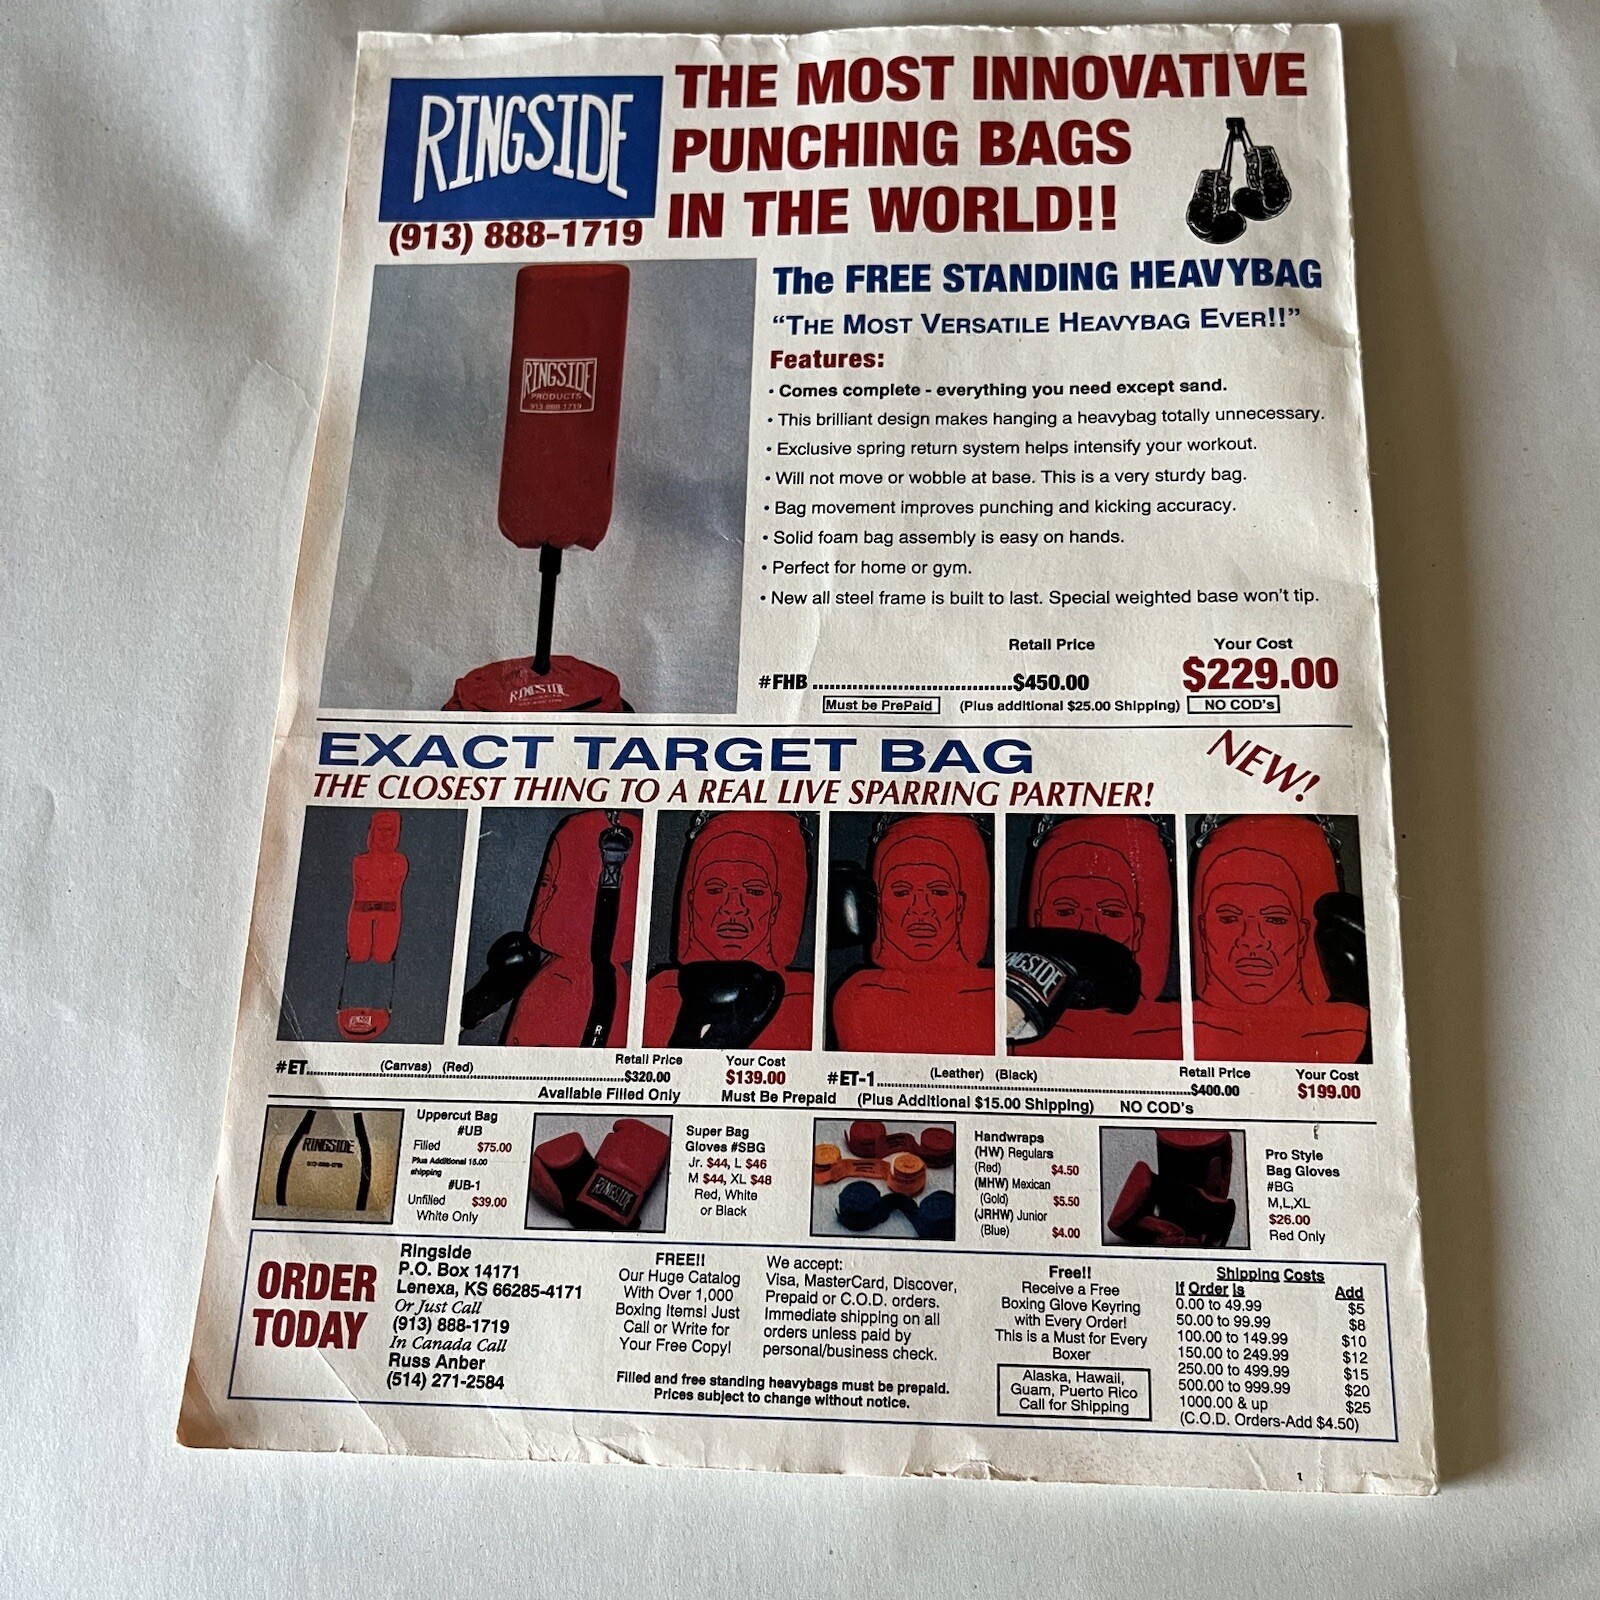 RINGSIDE
(913) 888-1719
THE MOST INNOVATIVE
PUNCHING BAGS
IN THE WORLD!!
RINGSIDE
PRODUCTS
913-888-1719
RINGSIDE
The FREE STANDING HEAVYBAG
"THE MOST VERSATILE HEAVYBAG EVER!!"
Features:
• Comes complete - everything you need except sand.
• This brilliant design makes hanging a heavybag totally unnecessary.
• Exclusive spring return system helps intensify your workout.
• Will not move or wobble at base. This is a very sturdy bag.
• Bag movement improves punching and kicking accuracy.
• Solid foam bag assembly is easy on hands.
• Perfect for home or gym.
• New all steel frame is built to last. Special weighted base won't tip.
Retail Price Your Cost
#FHB ........................................$450.00 $229.00
Must be PrePaid (Plus additional $25.00 Shipping) NO COD's
EXACT TARGET BAG
NEW!
THE CLOSEST THING TO A REAL LIVE SPARRING PARTNER!
NGSIDE
#ET (Canvas) (Red) Retail Price Your Cost
$320.00 $139.00
Available Filled Only Must Be Prepaid
#ET-1 (Leather) (Black) Retail Price Your Cost
$400.00 $199.00
(Plus Additional $15.00 Shipping) NO COD's
RINGSIDE
913-888-1719
Uppercut Bag
#UB
Filled $75.00
Plus Additional 15.00
shipping
#UB-1
Unfilled $39.00
White Only
RINGSIDE
Super Bag
Gloves #SBG
Jr. $44, L $46
M $44, XL $48
Red, White
or Black
Handwraps
(HW) Regulars
(Red) $4.50
(MHW) Mexican
(Gold) $5.50
(JRHW) Junior
(Blue) $4.00
Pro Style
Bag Gloves
#BG
M,L,XL
$26.00
Red Only
ORDER
TODAY
Ringside
P.O. Box 14171
Lenexa, KS 66285-4171
Or Just Call
(913) 888-1719
In Canada Call
Russ Anber
(514) 271-2584
FREE!!
Our Huge Catalog
With Over 1,000
Boxing Items! Just
Call or Write for
Your Free Copy!
We accept:
Visa, MasterCard, Discover,
Prepaid or C.O.D. orders.
Immediate shipping on all
orders unless paid by
personal/business check.
Filled and free standing heavybags must be prepaid.
Prices subject to change without notice.
Free!!
Receive a Free
Boxing Glove Keyring
with Every Order!
This is a Must for Every
Boxer
Alaska, Hawaii,
Guam, Puerto Rico
Call for Shipping
Shipping Costs
If Order is Add
0.00 to 49.99 $5
50.00 to 99.99 $8
100.00 to 149.99 $10
150.00 to 249.99 $12
250.00 to 499.99 $15
500.00 to 999.99 $20
1000.00 & up $25
(C.O.D. Orders-Add $4.50)
1